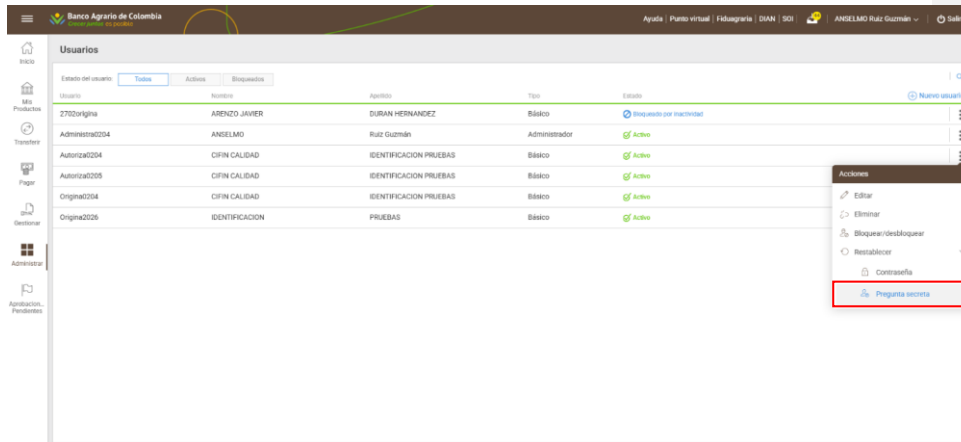 Banco Agrario de Colombia
Ayuda | Punto virtual | Fiduagraria | DIAN | SOI | ANSELMO Ruiz Guzmán
Inicio
Mis Productos
Transferir
Pagar
Gestionar
Administrar
Aprobacion... Pendientes
Usuarios
Estado del usuario: Todos Activos Bloqueados
Usuario Nombre Apellido Tipo Estado Nuevo usuario
2702origina ARENZO JAVIER DURAN HERNANDEZ Básico Bloqueado por inactividad
Administra0204 ANSELMO Ruiz Guzmán Administrador Activo
Autoriza0204 CIFIN CALIDAD IDENTIFICACION PRUEBAS Básico Activo
Autoriza0205 CIFIN CALIDAD IDENTIFICACION PRUEBAS Básico Activo
Origina0204 CIFIN CALIDAD IDENTIFICACION PRUEBAS Básico Activo
Origina2026 IDENTIFICACION PRUEBAS Básico Activo
Acciones
Editar
Eliminar
Bloquear/desbloquear
Restablecer
Contraseña
Pregunta secreta